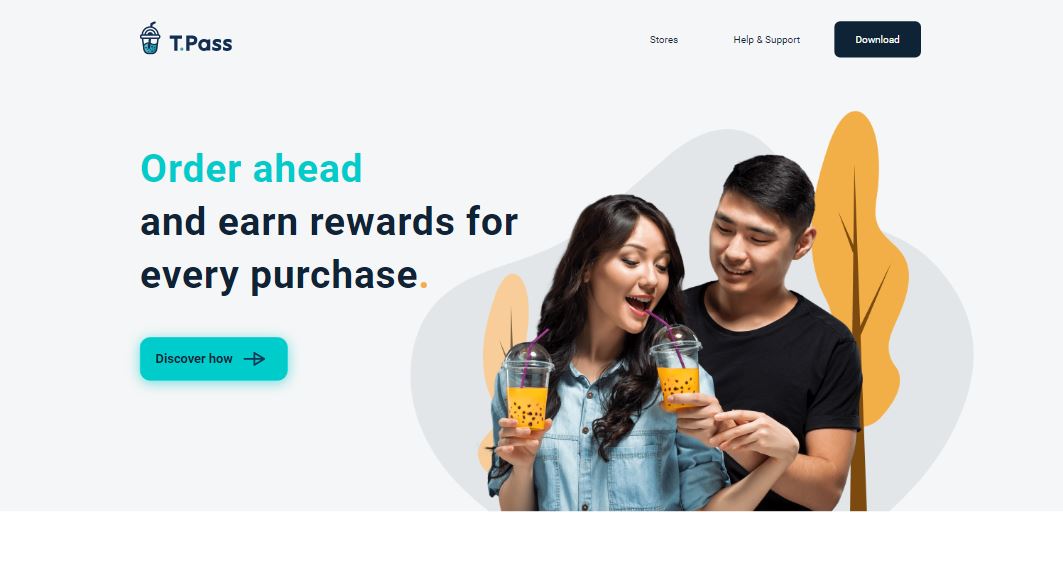 T.Pass
Stores
Help & Support
Download
Order ahead
and earn rewards for
every purchase.
Discover how